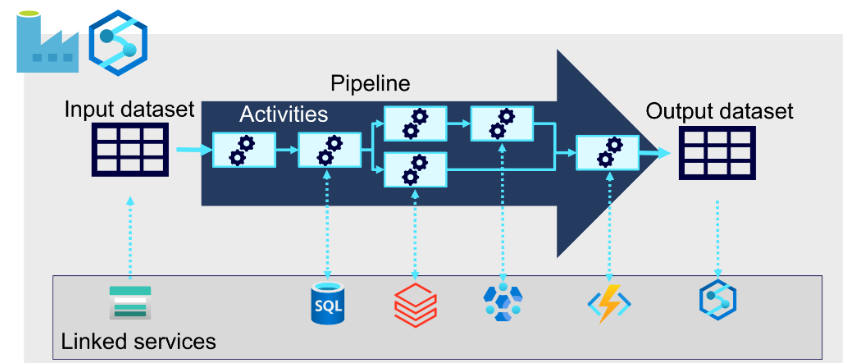 Pipeline
Input dataset
Activities
Output dataset
SQL
Linked services